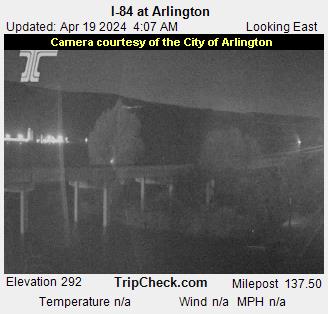 I-84 at Arlington
Updated: Apr 19 2024 4:07 AM Looking East
Camera courtesy of the City of Arlington
Elevation 292 TripCheck.com Milepost 137.50
Temperature n/a Wind n/a MPH n/a